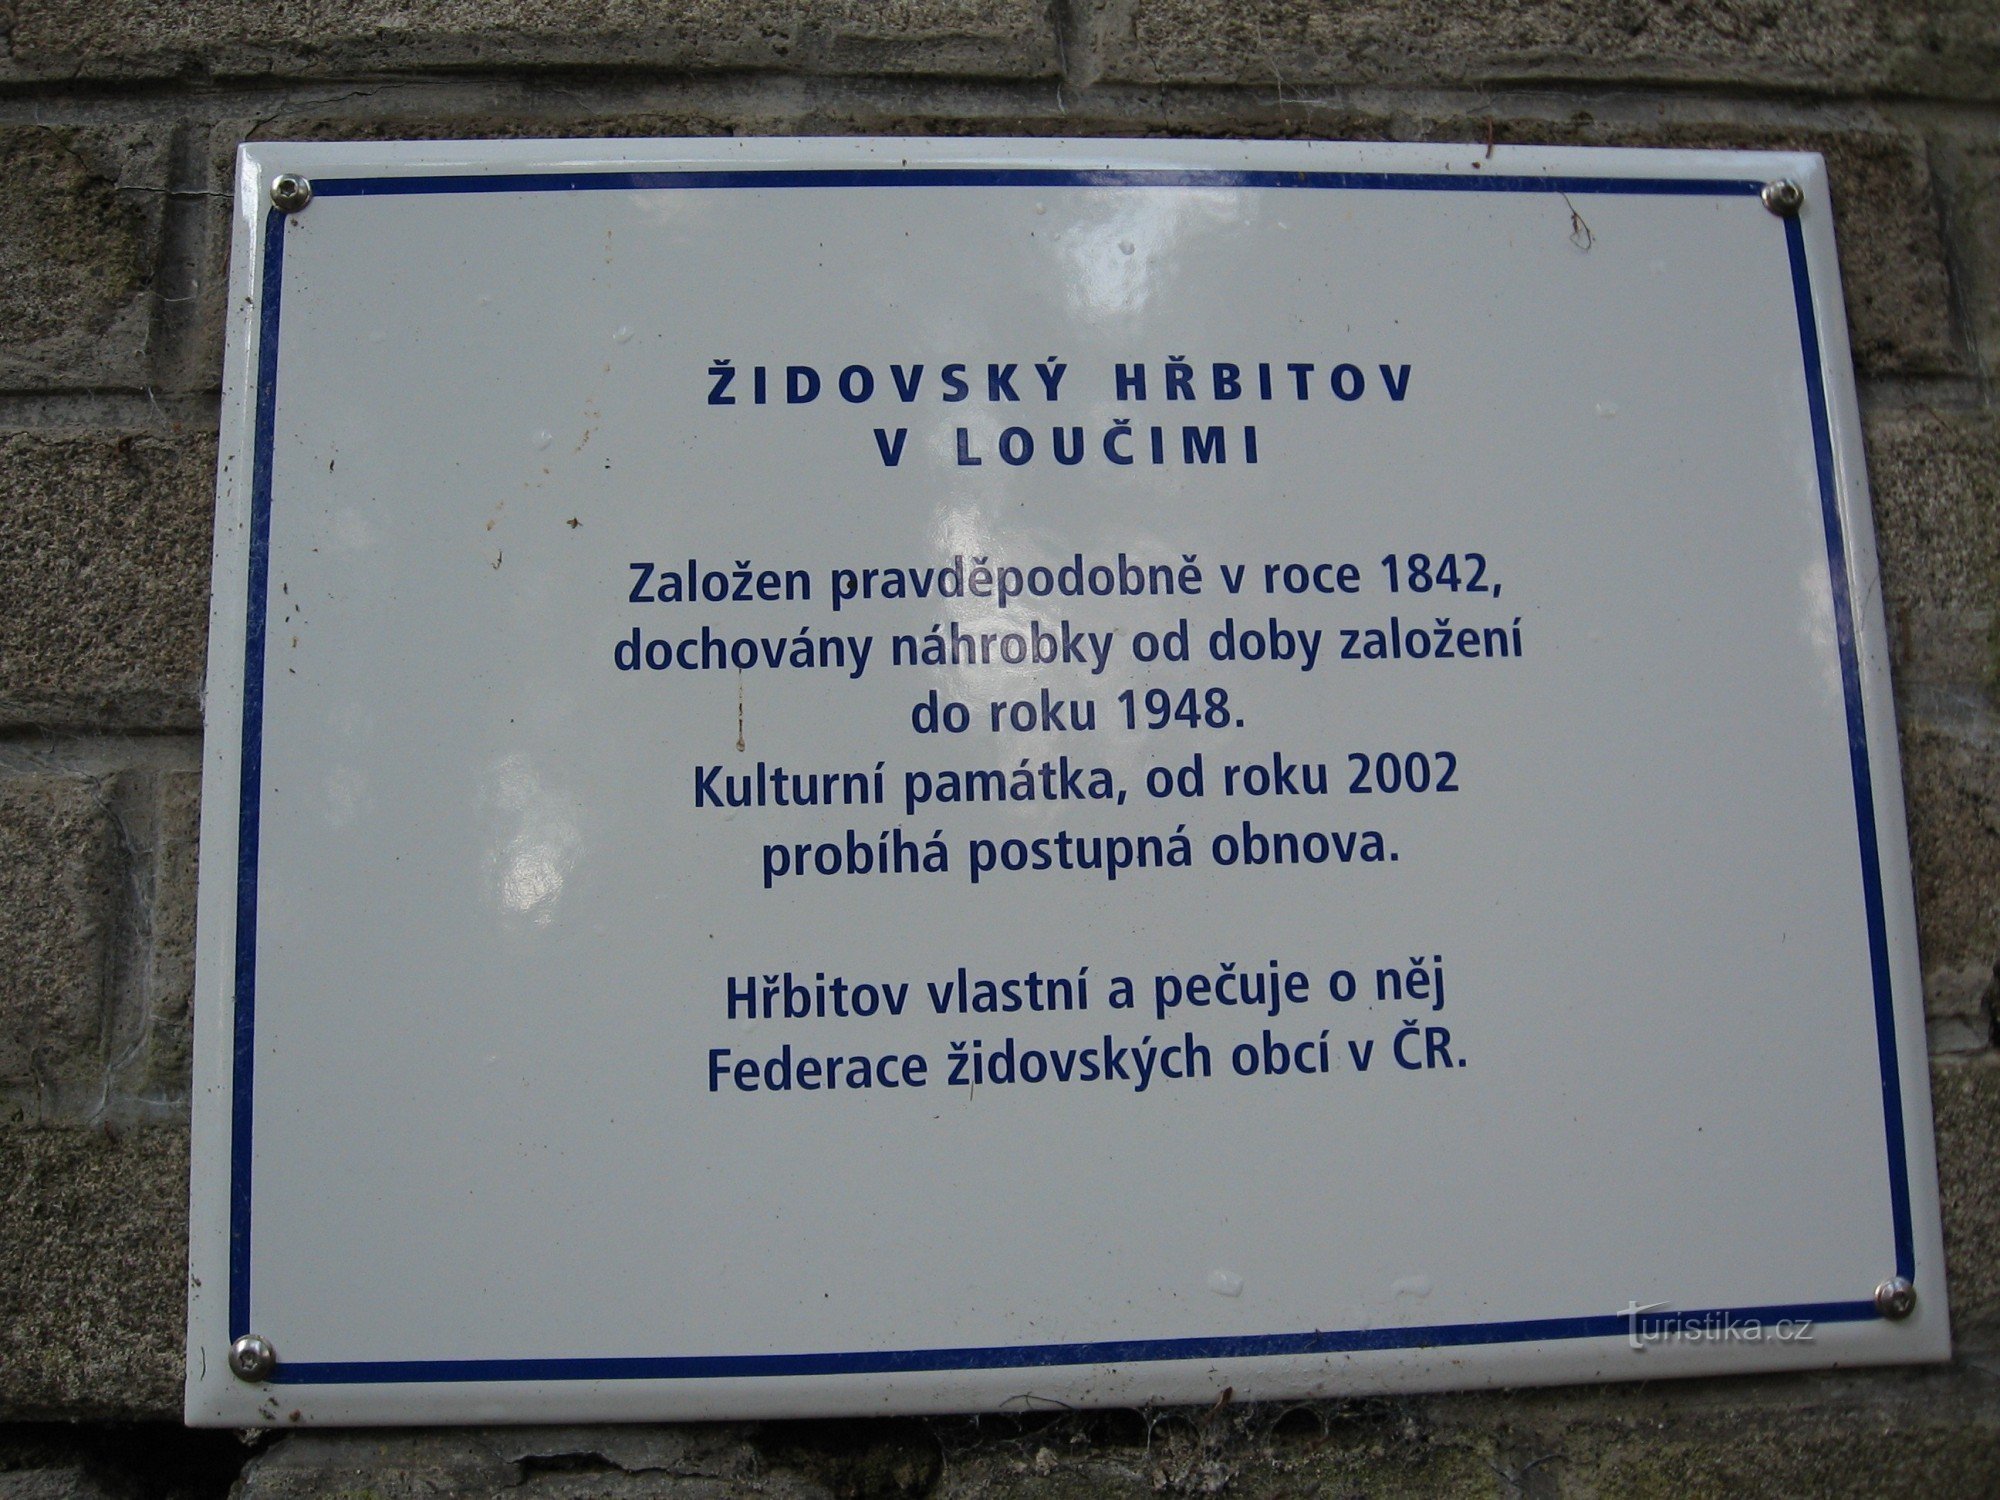 ŽIDOVSKÝ HŘBITOV
V LOUČIMI
Založen pravděpodobně v roce 1842,
dochovány náhrobky od doby založení
do roku 1948.
Kulturní památka, od roku 2002
probíhá postupná obnova.
Hřbitov vlastní a pečuje o něj
Federace židovských obcí v ČR.
Turistika.cz